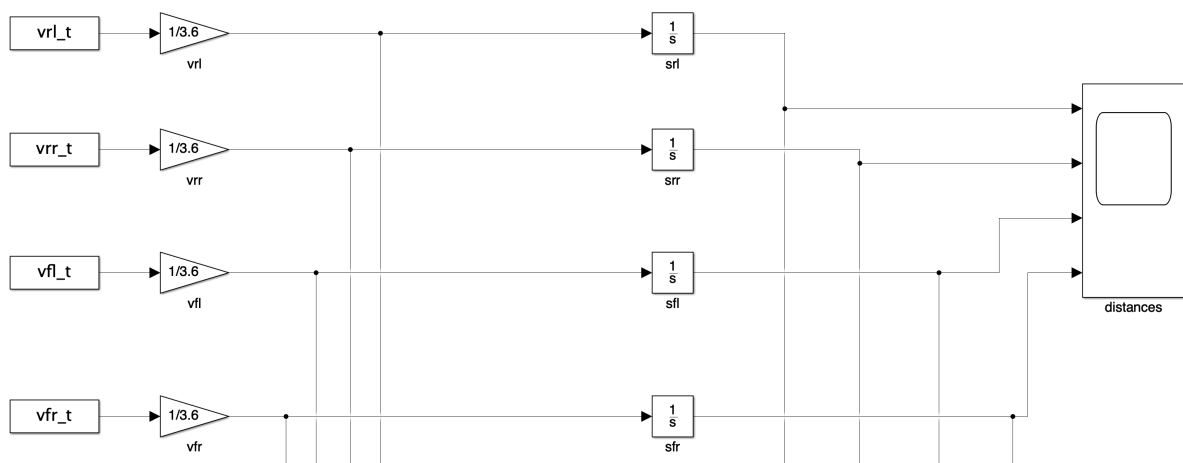 vrl_t
1/3.6
vrl
1
s
srl
vrr_t
1/3.6
vrr
1
s
srr
vfl_t
1/3.6
vfl
1
s
sfl
distances
vfr_t
1/3.6
vfr
1
s
sfr